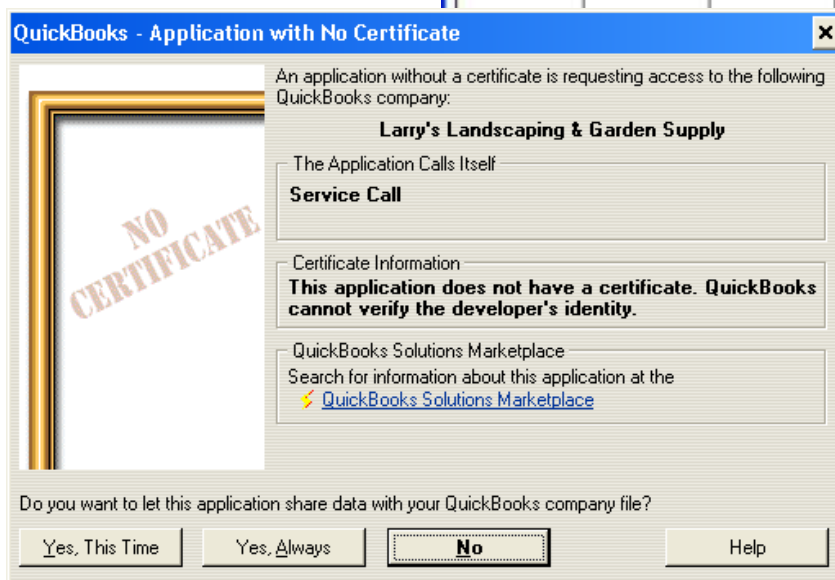 QuickBooks - Application with No Certificate
An application without a certificate is requesting access to the following
QuickBooks company:
Larry's Landscaping & Garden Supply
The Application Calls Itself
Service Call
NO
CERTIFICATE
Certificate Information
This application does not have a certificate. QuickBooks
cannot verify the developer's identity.
QuickBooks Solutions Marketplace
Search for information about this application at the
QuickBooks Solutions Marketplace
Do you want to let this application share data with your QuickBooks company file?
Yes, This Time
Yes, Always
No
Help